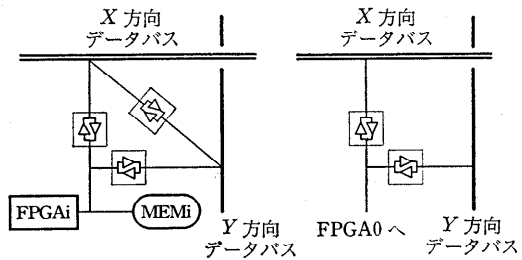 X 方向
データバス
FPGAi
MEMi
Y 方向
データバス
X 方向
データバス
FPGA0 へ
Y 方向
データバス